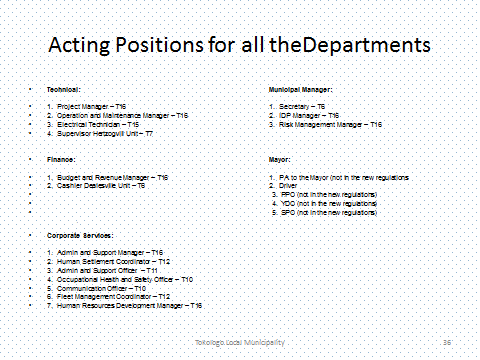 Acting Positions for all theDepartments
Technical:
1. Project Manager – T16
2. Operation and Maintenance Manager – T16
3. Electrical Technician – T15
4. Supervisor Hertzogvill Unit – T7
Municipal Manager:
1. Secretary – T6
2. IDP Manager – T16
3. Risk Management Manager – T16
Finance:
1. Budget and Revenue Manager – T16
2. Cashier Dealesville Unit – T6
Mayor:
1. PA to the Mayor (not in the new regulations
2. Driver
3. PPO (not in the new regulations)
4. YDO (not in the new regulations)
5. SPO (not in the new regulations)
Corporate Services:
1. Admin and Support Manager – T16
2. Human Settlement Coordinator – T12
3. Admin and Support Officer – T11
4. Occupational Health and Safety Officer – T10
5. Communication Officer – T10
6. Fleet Management Coordinator – T12
7. Human Resources Development Manager – T16
Tokologo Local Municipality
36